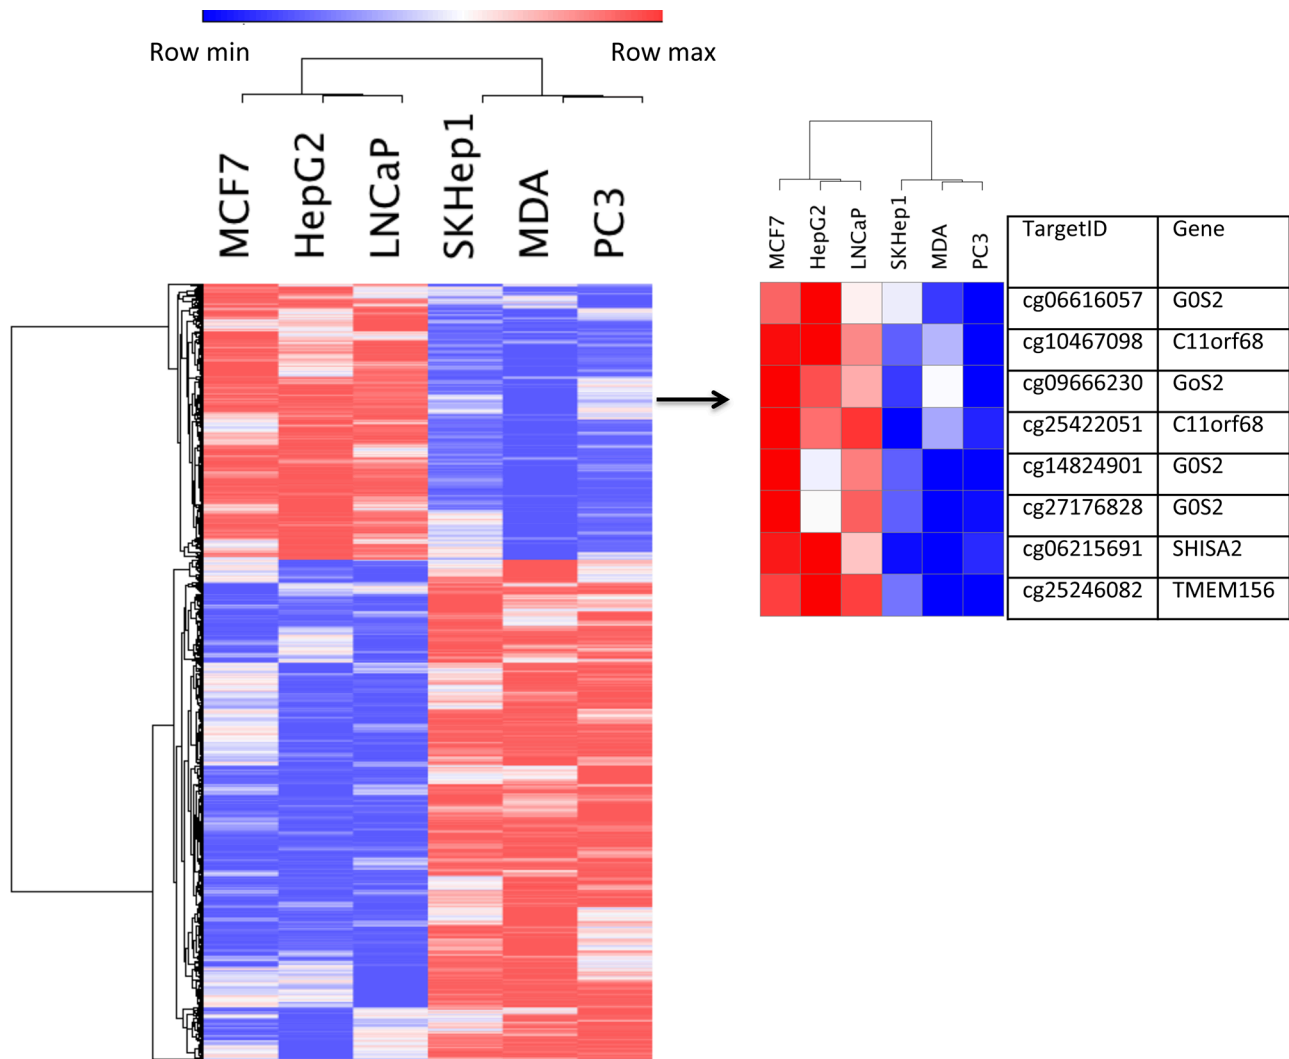 Row min Row max
MCF7 HepG2 LNCaP SKHep1 MDA PC3
MCF7 HepG2 LNCaP SKHep1 MDA PC3
TargetID Gene
cg06616057 G0S2
cg10467098 C11orf68
cg09666230 GoS2
cg25422051 C11orf68
cg14824901 G0S2
cg27176828 G0S2
cg06215691 SHISA2
cg25246082 TMEM156